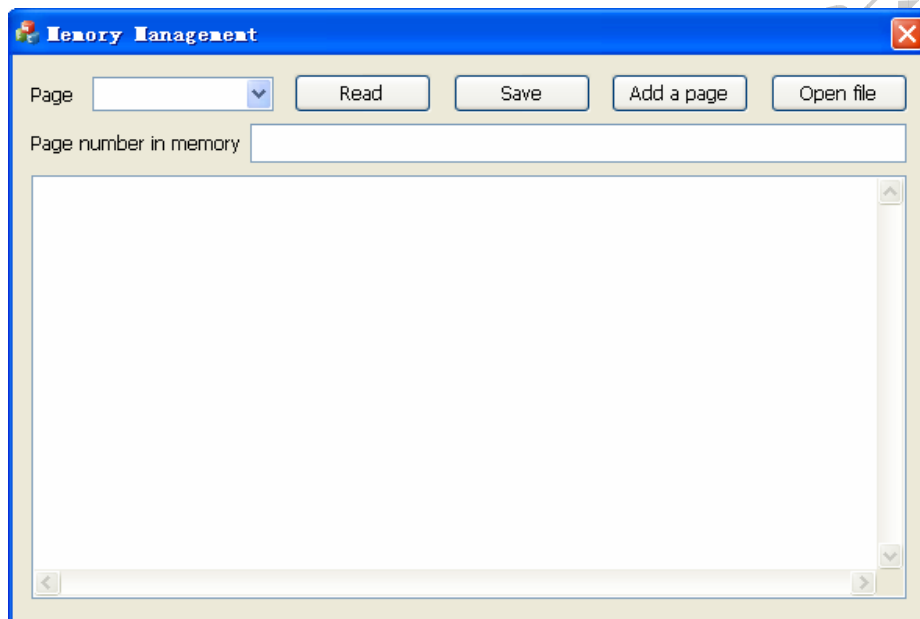 Memory Management
Page Read Save Add a page Open file
Page number in memory